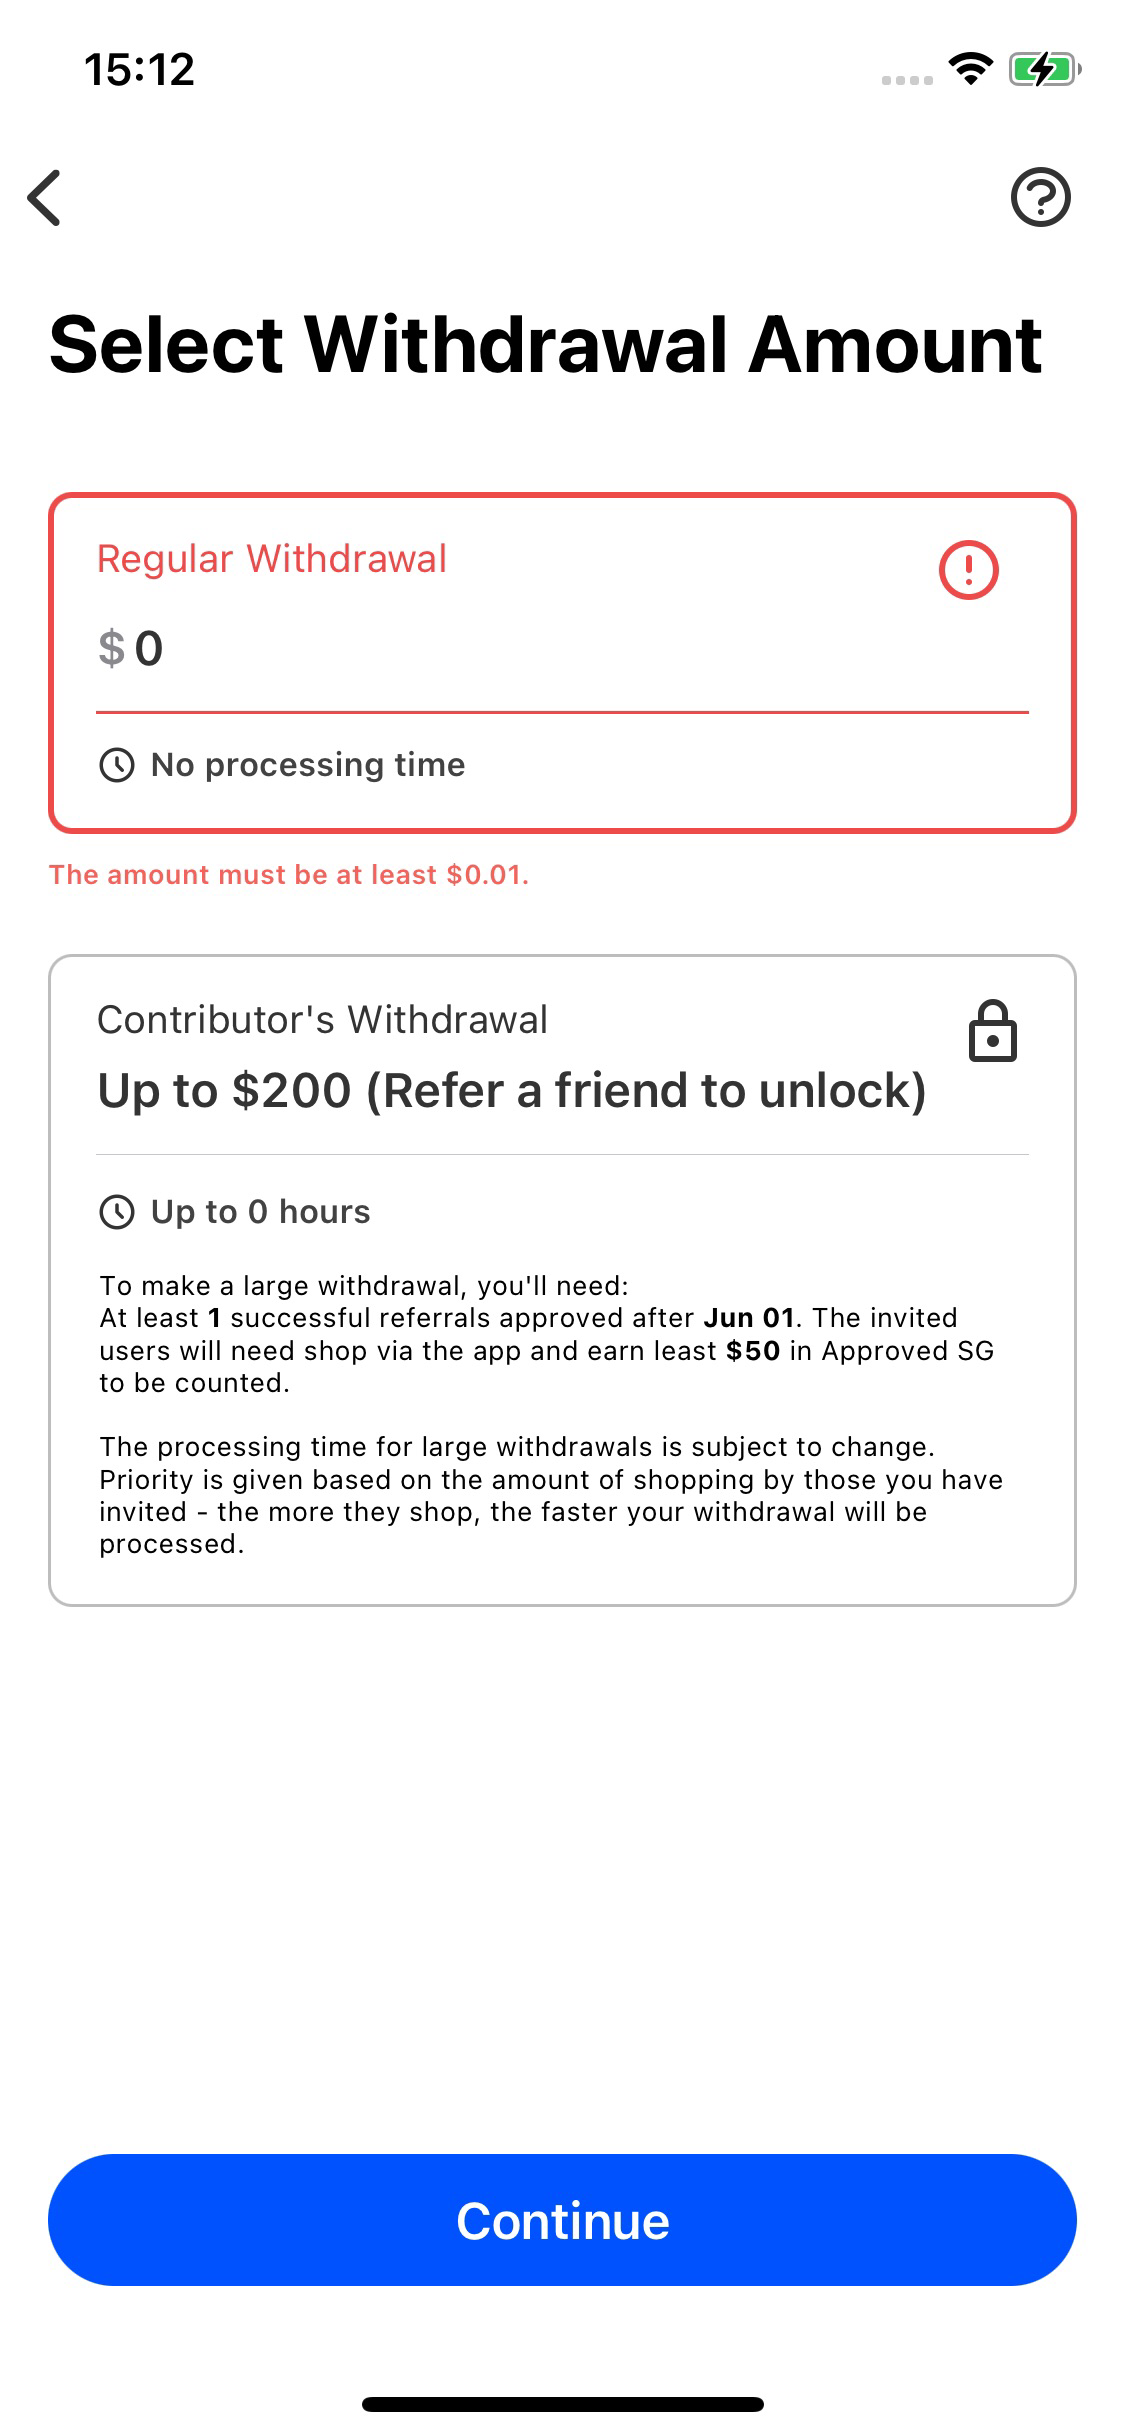 15:12
Select Withdrawal Amount
Regular Withdrawal
$ 0
No processing time
The amount must be at least $0.01.
Contributor's Withdrawal
Up to $200 (Refer a friend to unlock)
Up to 0 hours
To make a large withdrawal, you'll need:
At least 1 successful referrals approved after Jun 01. The invited
users will need shop via the app and earn least $50 in Approved SG
to be counted.
The processing time for large withdrawals is subject to change.
Priority is given based on the amount of shopping by those you have
invited - the more they shop, the faster your withdrawal will be
processed.
Continue